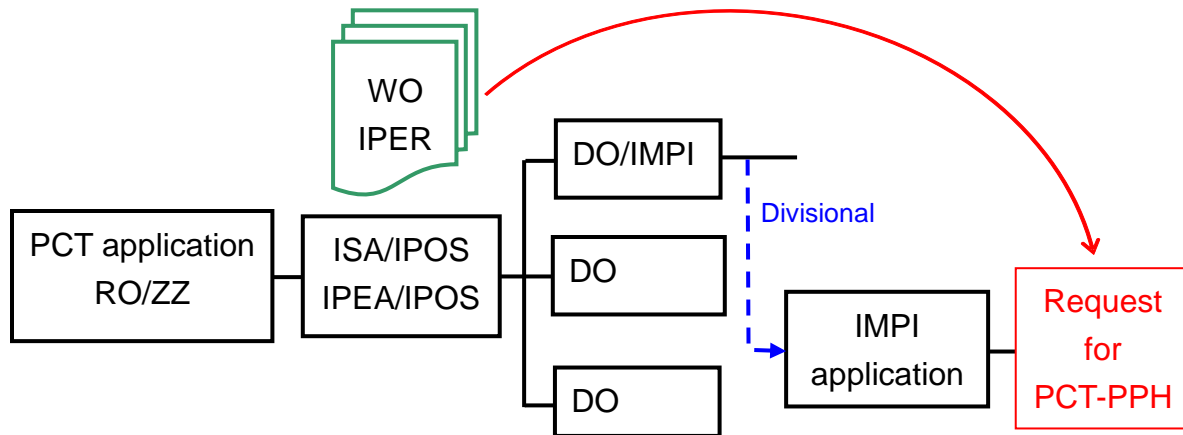 WO
IPER
DO/IMPI
Divisional
PCT application
RO/ZZ
ISA/IPOS
IPEA/IPOS
DO
IMPI
application
Request
for
PCT-PPH
DO